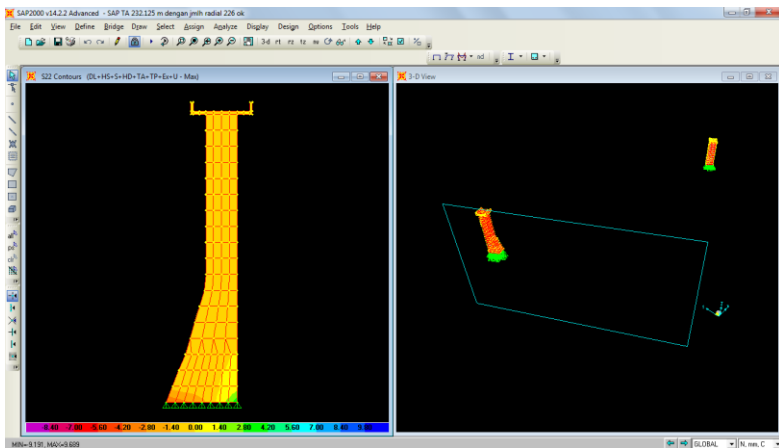 SAP2000 v14.2.2 Advanced - SAP TA 232.125 m dengan jmlh radial 226 ok
File Edit View Define Bridge Draw Select Assign Analyze Display Design Options Tools Help
3-d
nd
S22 Contours (DL+HS+S+HD+TA+TP+Ex+U - Max)
3-D View
-8.40 -7.00 -5.60 -4.20 -2.80 -1.40 0.00 1.40 2.80 4.20 5.60 7.00 8.40 9.80
MIN=-9.191, MAX=9.689
GLOBAL
N, mm, C